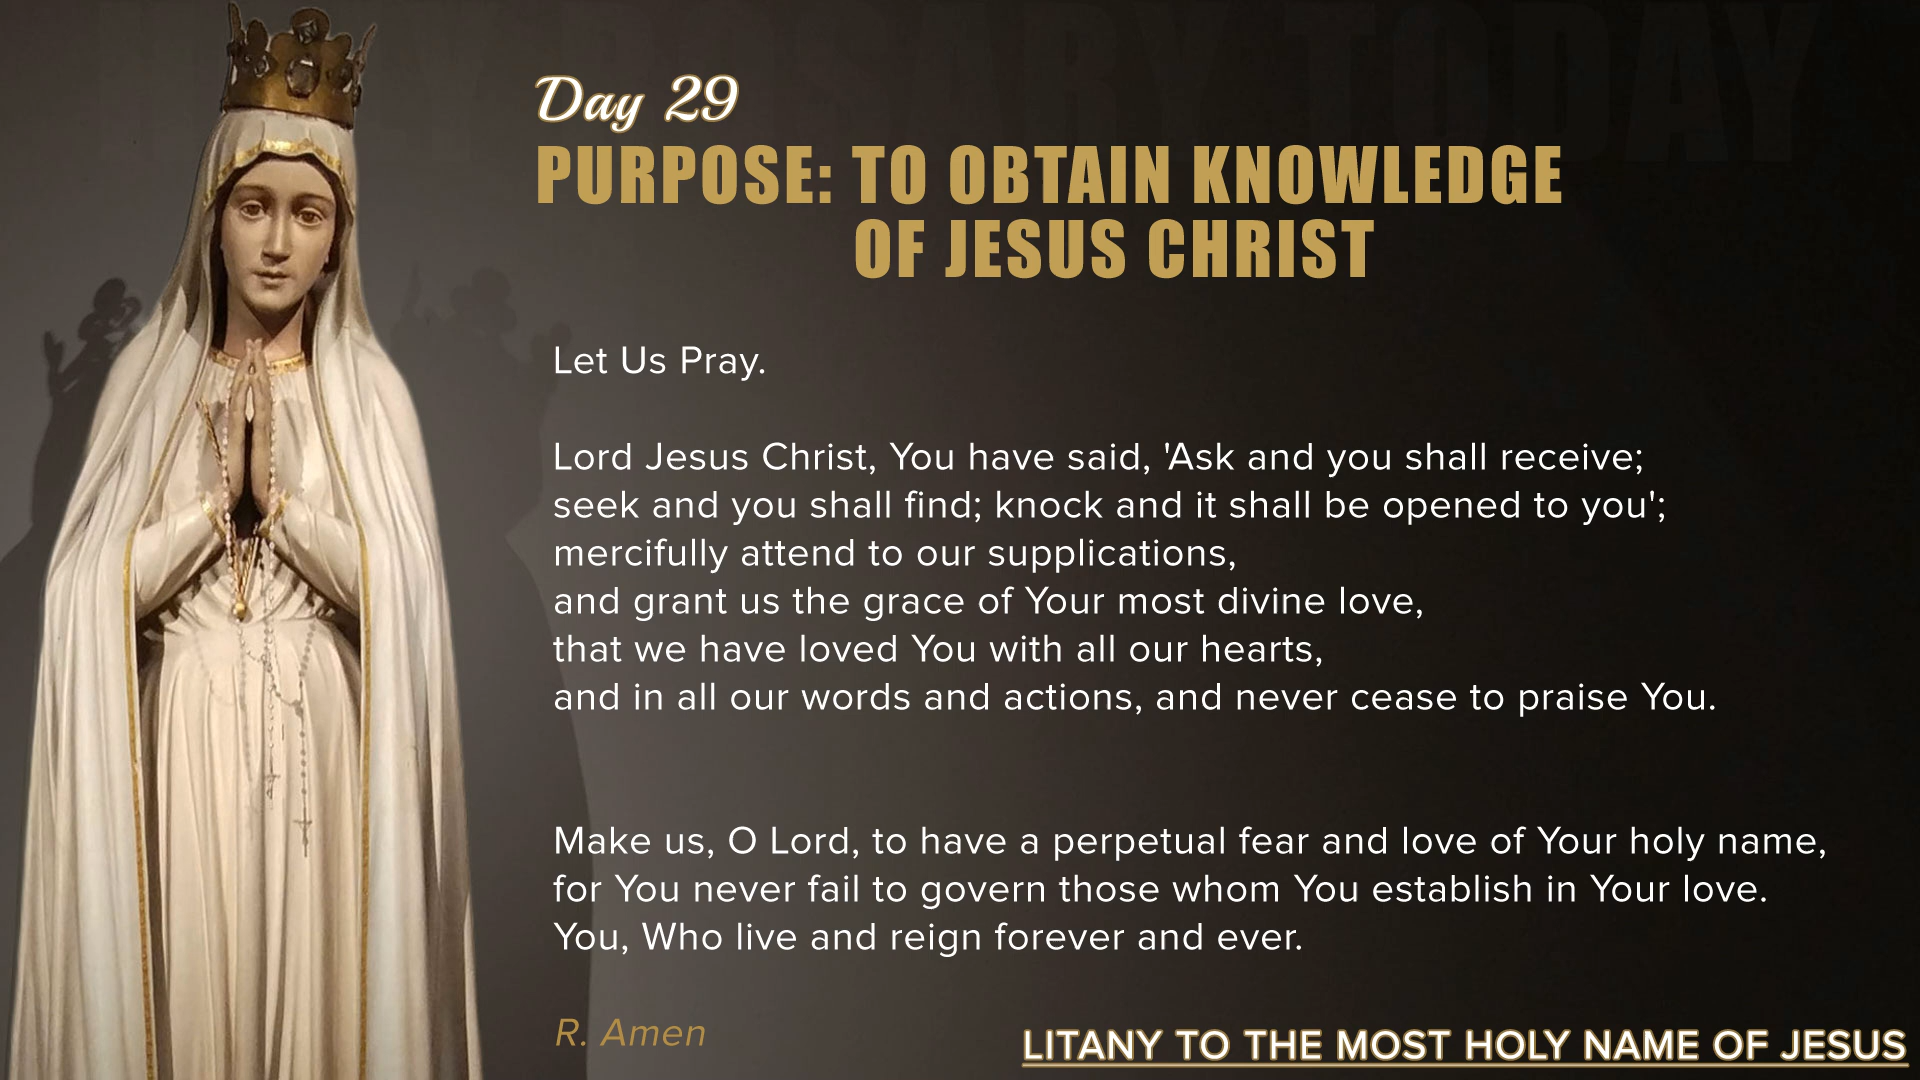 HOLY ROSARY TODAY
Day 29
PURPOSE: TO OBTAIN KNOWLEDGE
OF JESUS CHRIST
Let Us Pray.
Lord Jesus Christ, You have said, 'Ask and you shall receive;
seek and you shall find; knock and it shall be opened to you';
mercifully attend to our supplications,
and grant us the grace of Your most divine love,
that we have loved You with all our hearts,
and in all our words and actions, and never cease to praise You.
Make us, O Lord, to have a perpetual fear and love of Your holy name,
for You never fail to govern those whom You establish in Your love.
You, Who live and reign forever and ever.
R. Amen
LITANY TO THE MOST HOLY NAME OF JESUS